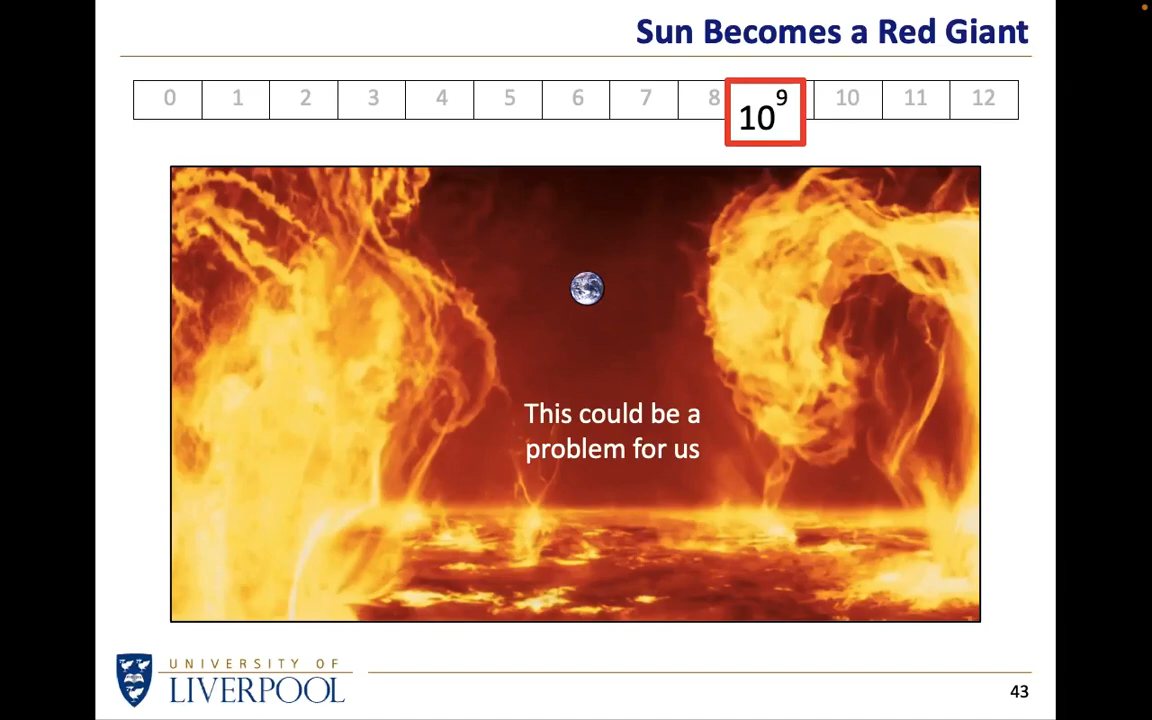 Sun Becomes a Red Giant
0 1 2 3 4 5 6 7 8 10⁹ 10 11 12
This could be a
problem for us
UNIVERSITY OF
LIVERPOOL
43